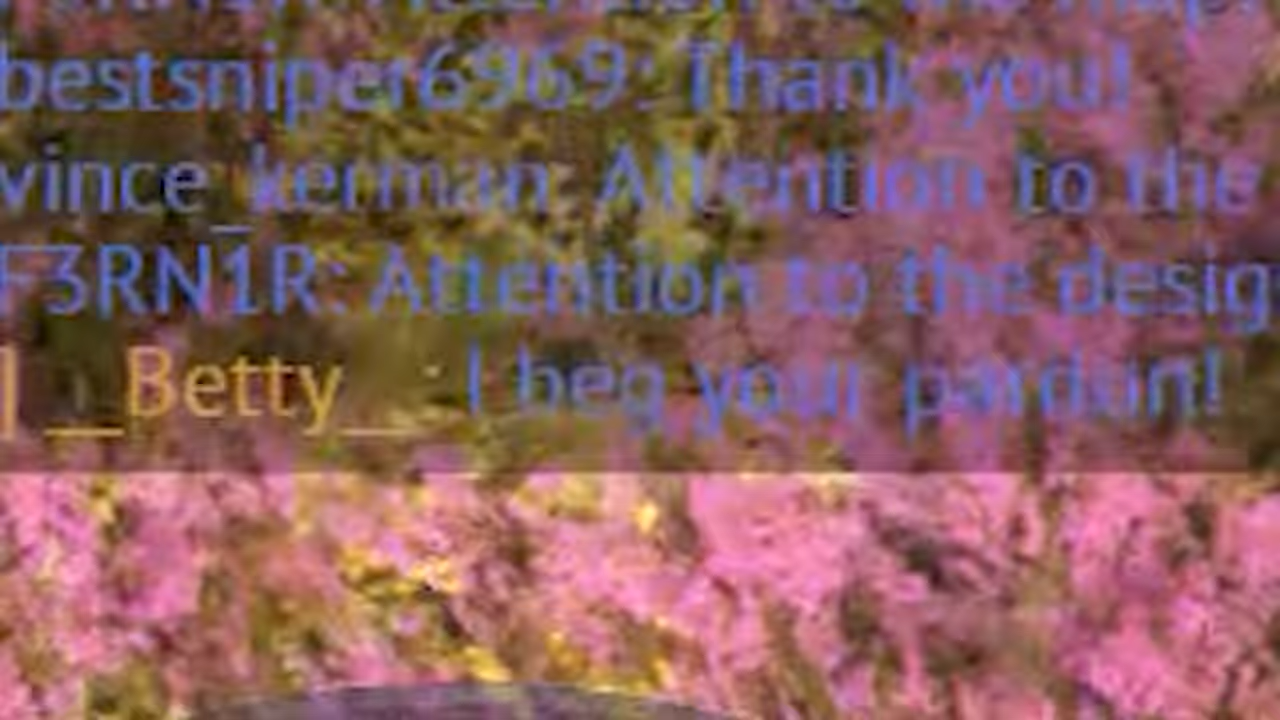 bestsniper6969: Thank you!
vince_kerman: Attention to the
F3RN1R: Attention to the desig
] __Betty__: I beg your pardon!